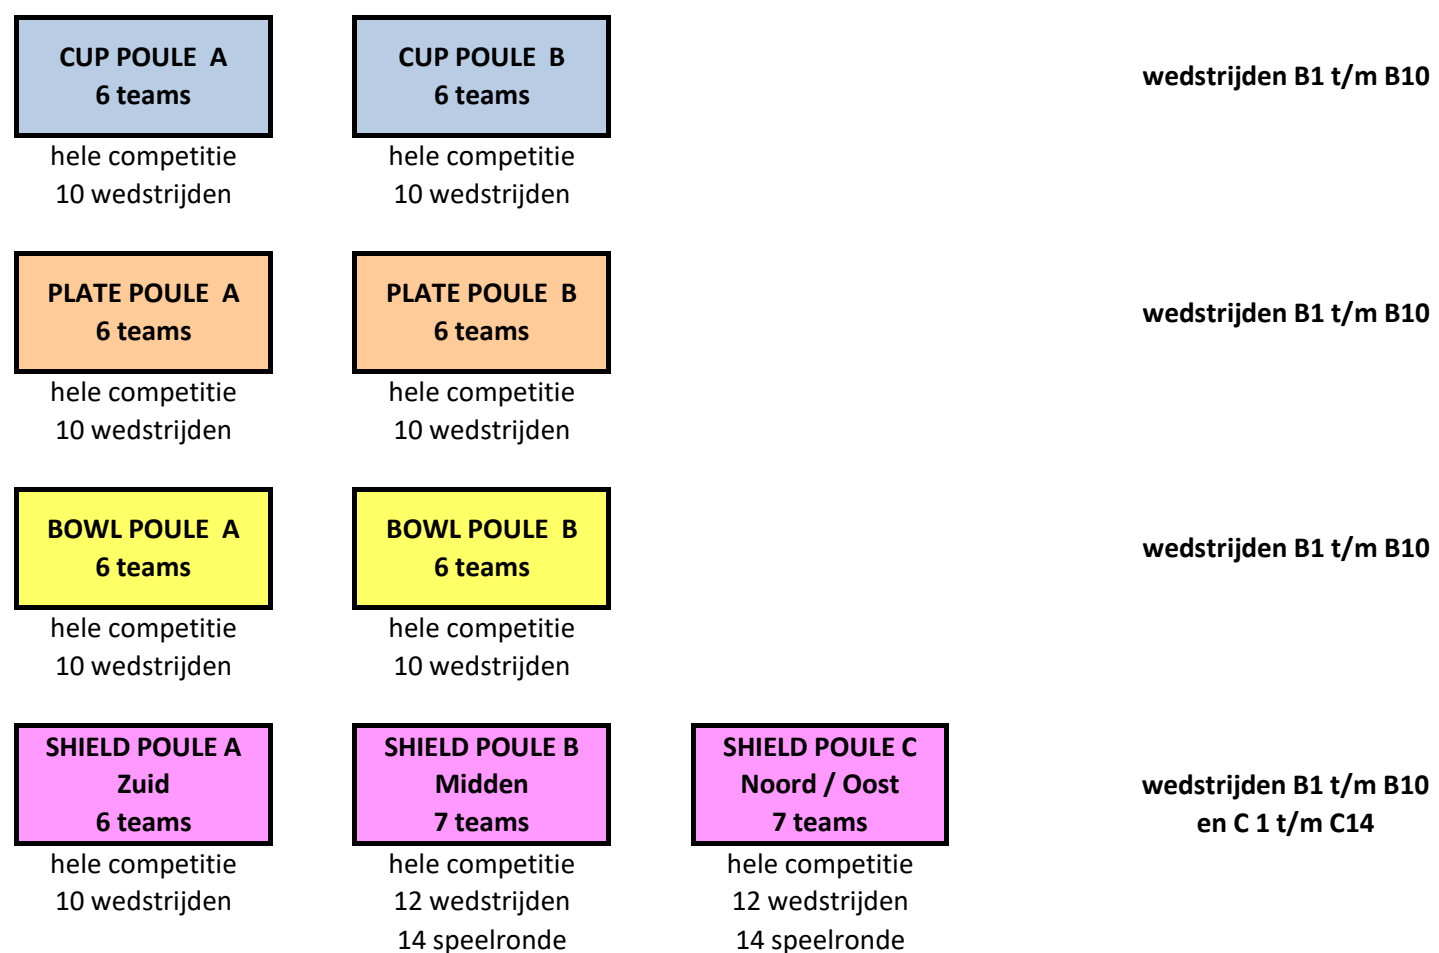 CUP POULE  A
6 teams
hele competitie
10 wedstrijden
CUP POULE  B
6 teams
hele competitie
10 wedstrijden
wedstrijden B1 t/m B10
PLATE POULE  A
6 teams
hele competitie
10 wedstrijden
PLATE POULE  B
6 teams
hele competitie
10 wedstrijden
wedstrijden B1 t/m B10
BOWL POULE  A
6 teams
hele competitie
10 wedstrijden
BOWL POULE  B
6 teams
hele competitie
10 wedstrijden
wedstrijden B1 t/m B10
SHIELD POULE A
Zuid
6 teams
hele competitie
10 wedstrijden
SHIELD POULE B
Midden
7 teams
hele competitie
12 wedstrijden
14 speelronde
SHIELD POULE C
Noord / Oost
7 teams
hele competitie
12 wedstrijden
14 speelronde
wedstrijden B1 t/m B10
en C 1 t/m C14